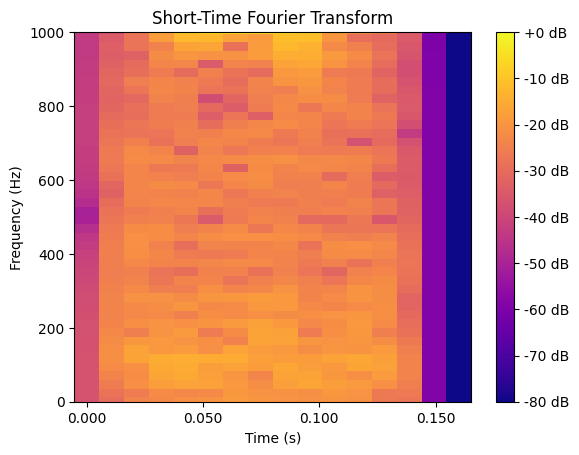 Short-Time Fourier Transform
Frequency (Hz)
1000
800
600
400
200
0
0.000
0.050
0.100
0.150
Time (s)
+0 dB
-10 dB
-20 dB
-30 dB
-40 dB
-50 dB
-60 dB
-70 dB
-80 dB